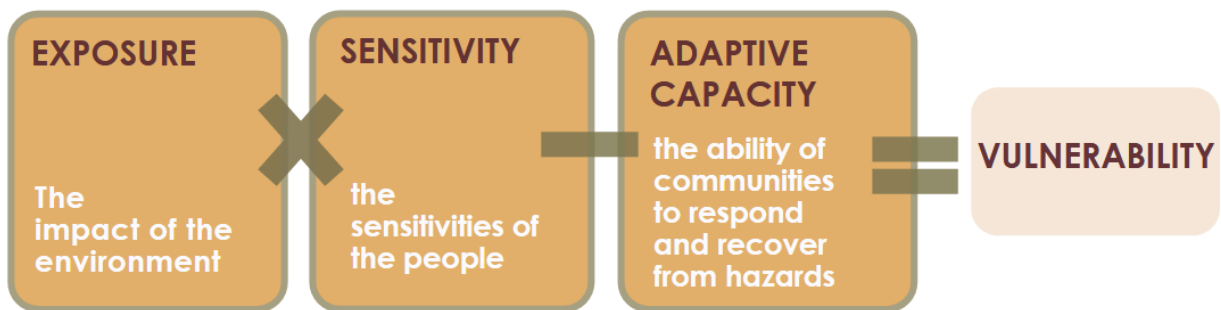 EXPOSURE
The
impact of the
environment
SENSITIVITY
the
sensitivities of
the people
ADAPTIVE
CAPACITY
the ability of
communities
to respond
and recover
from hazards
VULNERABILITY